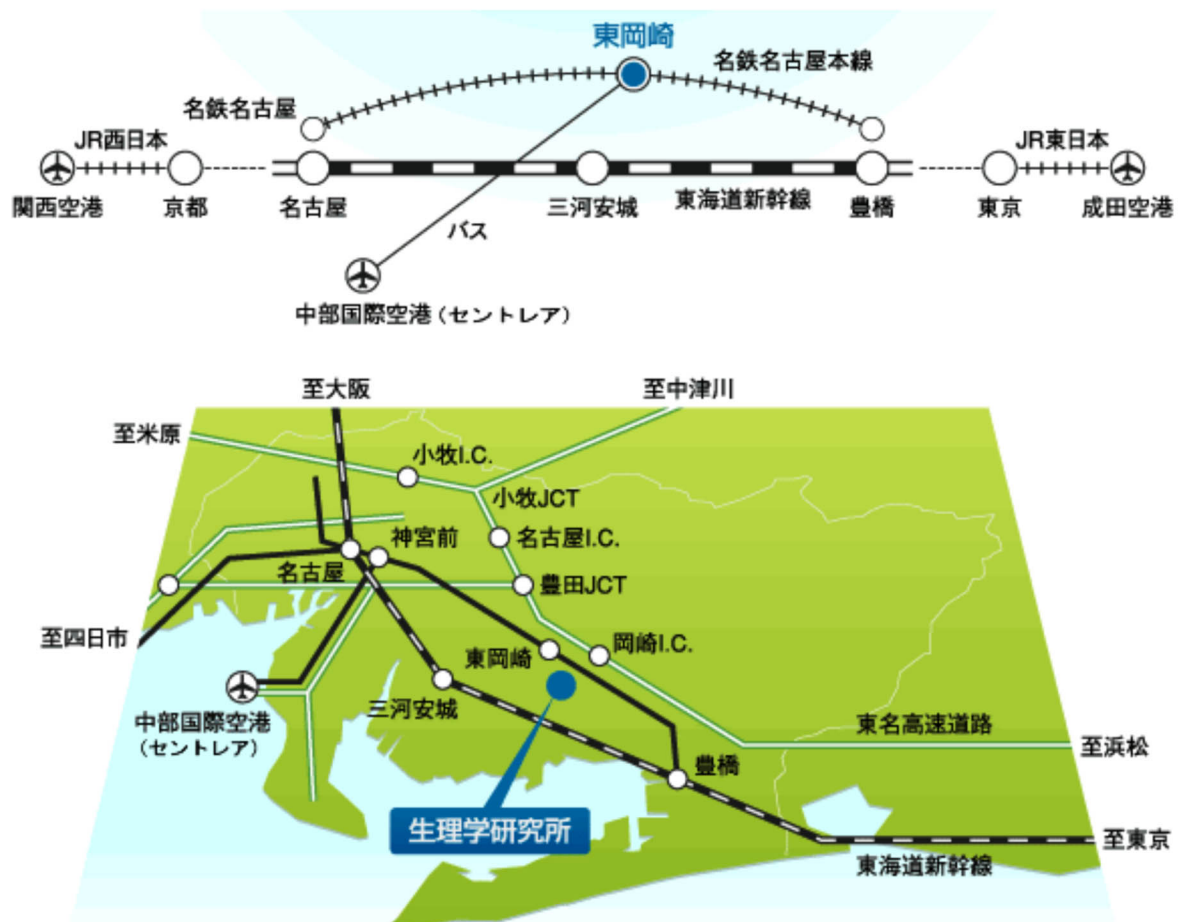 東岡崎
名鉄名古屋本線
名鉄名古屋
JR西日本
JR東日本
関西空港
京都
名古屋
三河安城
東海道新幹線
豊橋
東京
成田空港
バス
中部国際空港(セントレア)
至大阪
至中津川
至米原
小牧I.C.
小牧JCT
名古屋I.C.
神宮前
名古屋
豊田JCT
至四日市
岡崎I.C.
東岡崎
三河安城
中部国際空港
(セントレア)
東名高速道路
至浜松
豊橋
生理学研究所
至東京
東海道新幹線